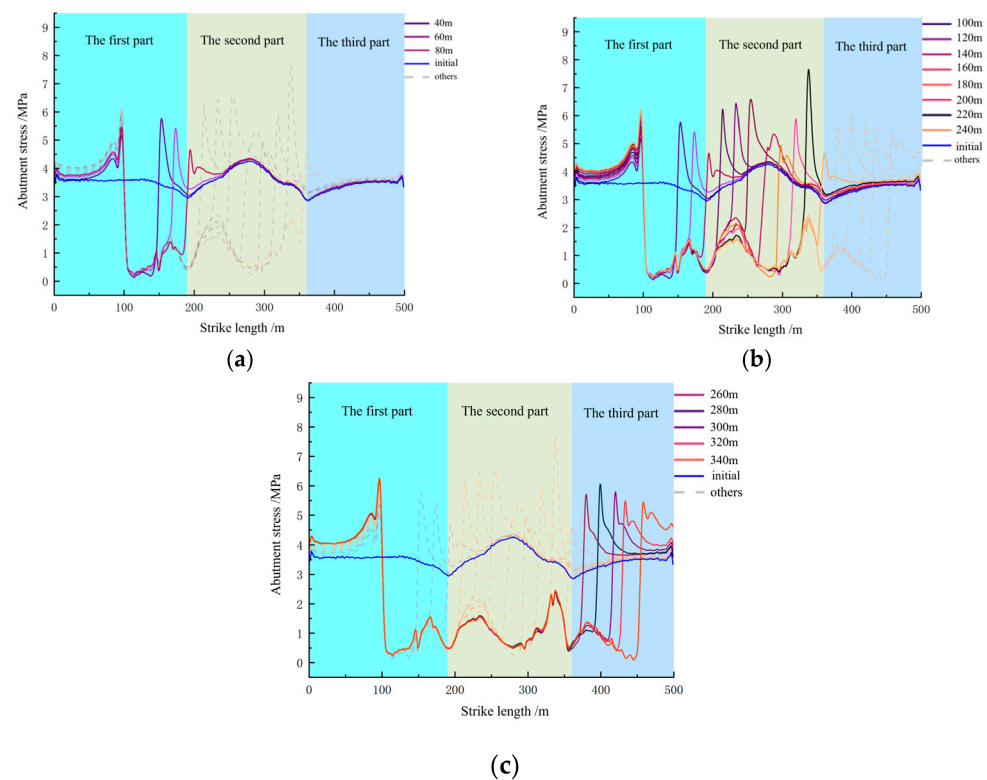 The first part
The second part
The third part
40m
60m
80m
initial
others
9
8
7
6
5
4
3
2
1
0
Abutment stress /MPa
0 100 200 300 400 500
Strike length /m
(a)
The first part
The second part
The third part
100m
120m
140m
160m
180m
200m
220m
240m
initial
others
9
8
7
6
5
4
3
2
1
0
Abutment stress /MPa
0 100 200 300 400 500
Strike length /m
(b)
The first part
The second part
The third part
260m
280m
300m
320m
340m
initial
others
9
8
7
6
5
4
3
2
1
0
Abutment stress /MPa
0 100 200 300 400 500
Strike length /m
(c)